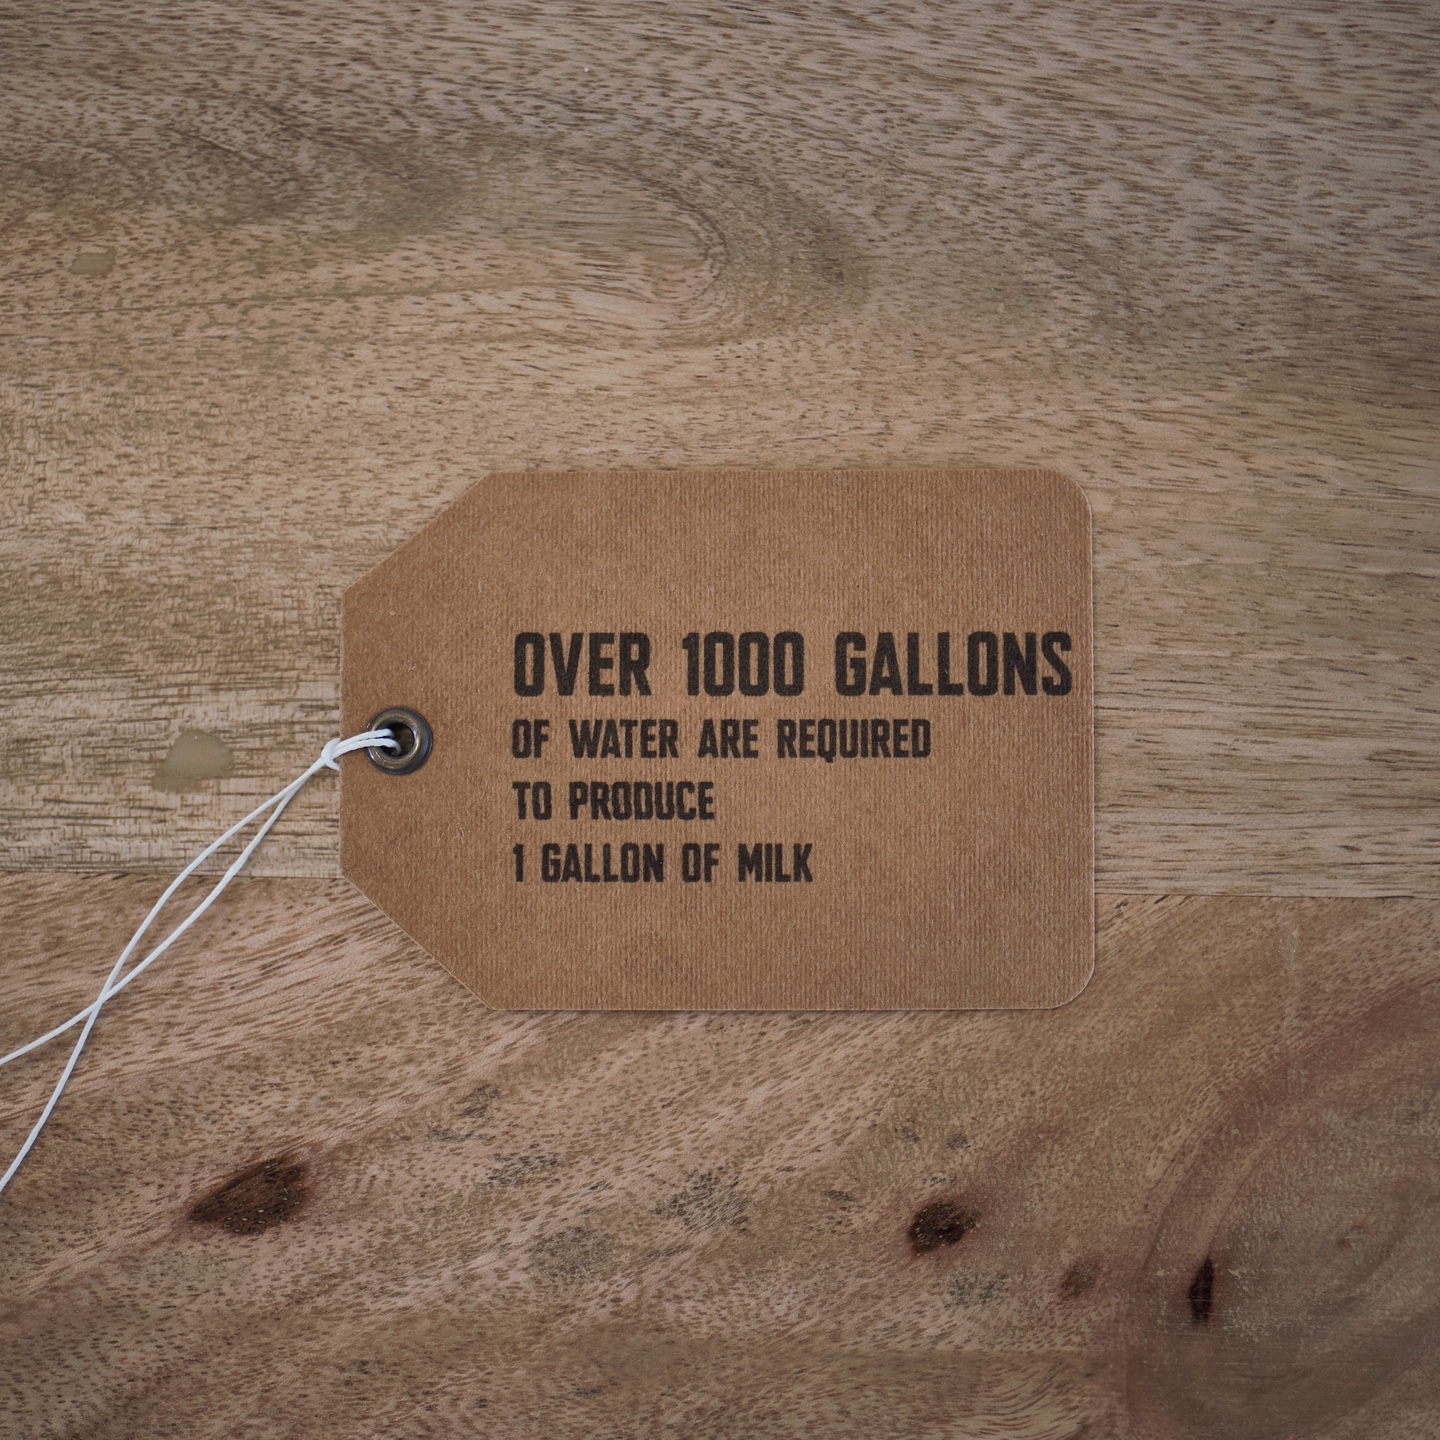 OVER 1000 GALLONS
OF WATER ARE REQUIRED
TO PRODUCE
1 GALLON OF MILK